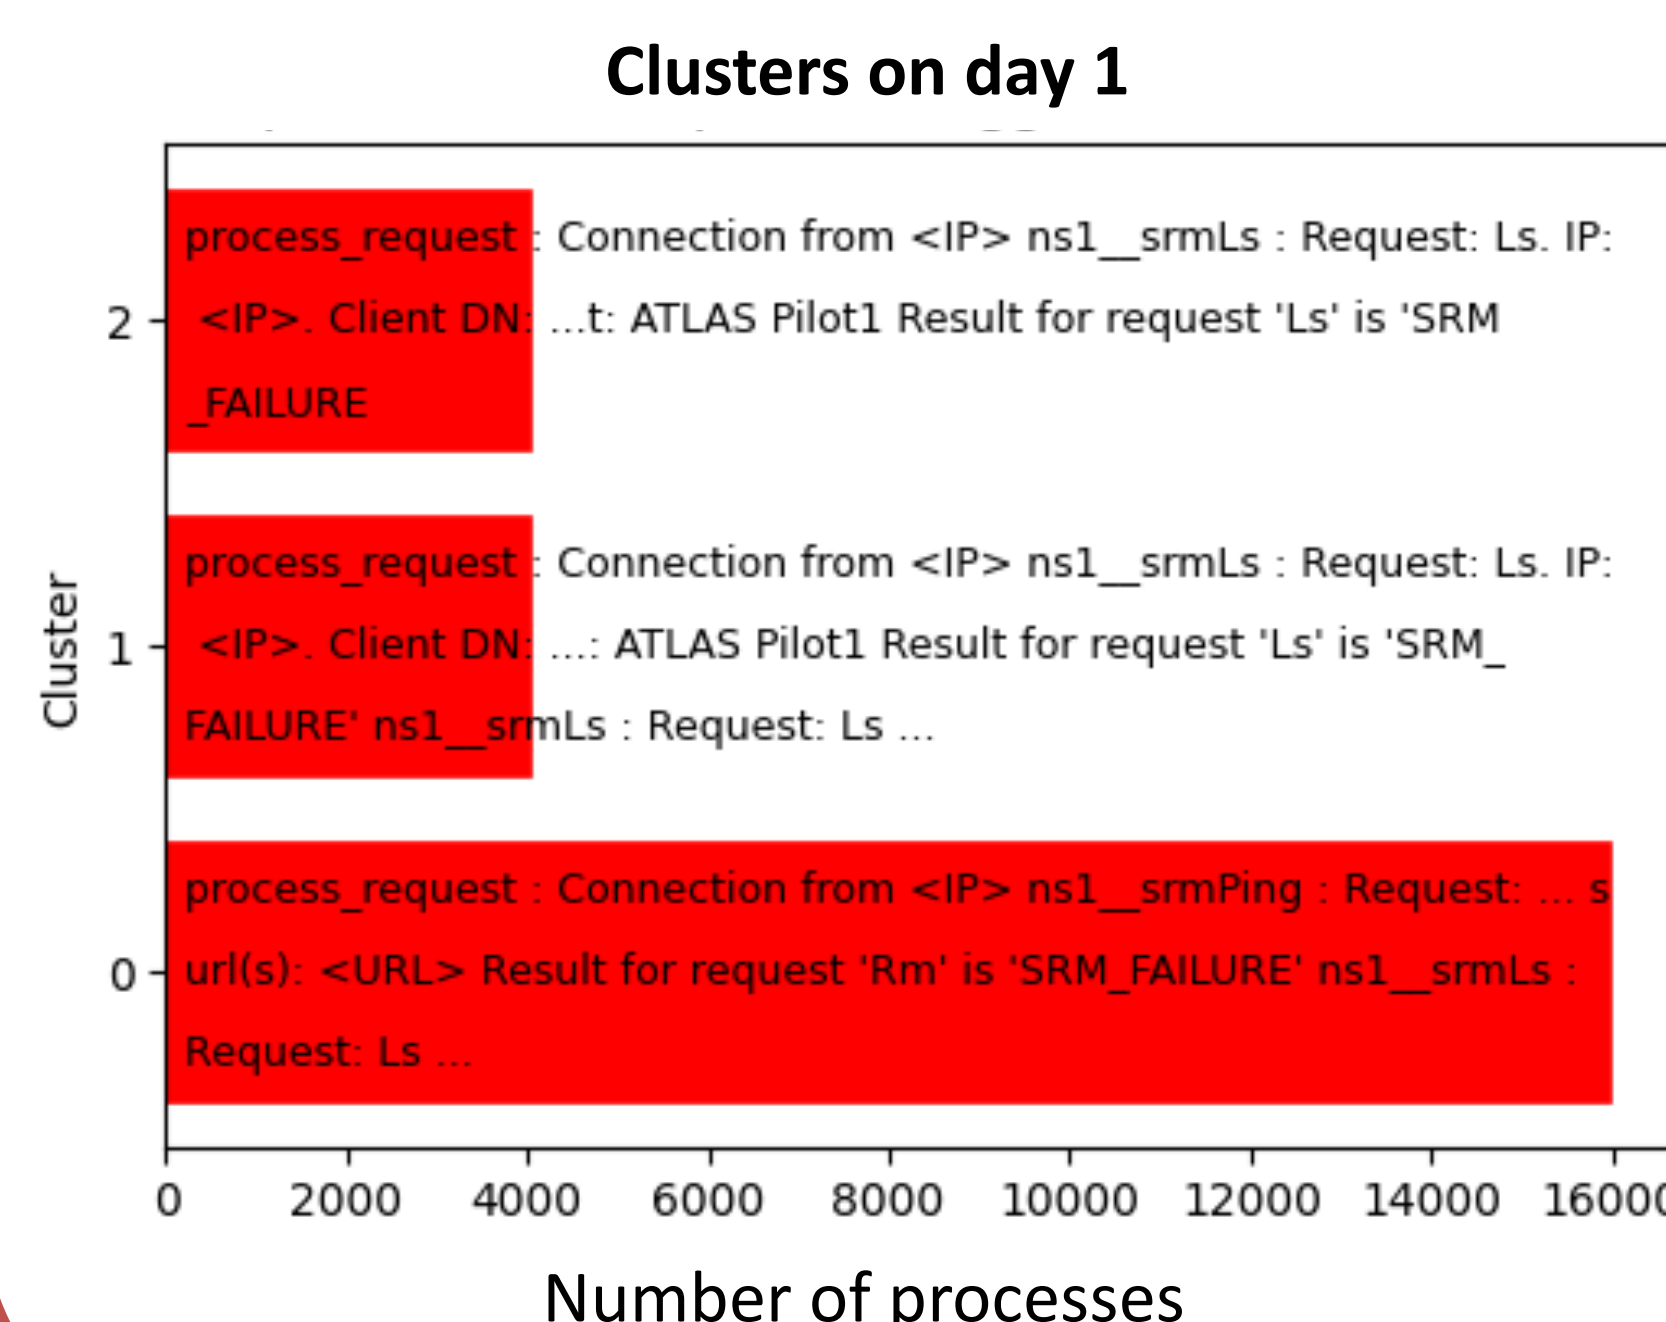 Clusters on day 1
process_request : Connection from <IP> ns1__srmLs : Request: Ls. IP:
<IP>. Client DN: ...t: ATLAS Pilot1 Result for request 'Ls' is 'SRM
_FAILURE
process_request : Connection from <IP> ns1__srmLs : Request: Ls. IP:
<IP>. Client DN: ...: ATLAS Pilot1 Result for request 'Ls' is 'SRM_
FAILURE' ns1__srmLs : Request: Ls ...
process_request : Connection from <IP> ns1__srmPing : Request: ... s
url(s): <URL> Result for request 'Rm' is 'SRM_FAILURE' ns1__srmLs :
Request: Ls ...
2
1
0
Cluster
0 2000 4000 6000 8000 10000 12000 14000 16000
Number of processes